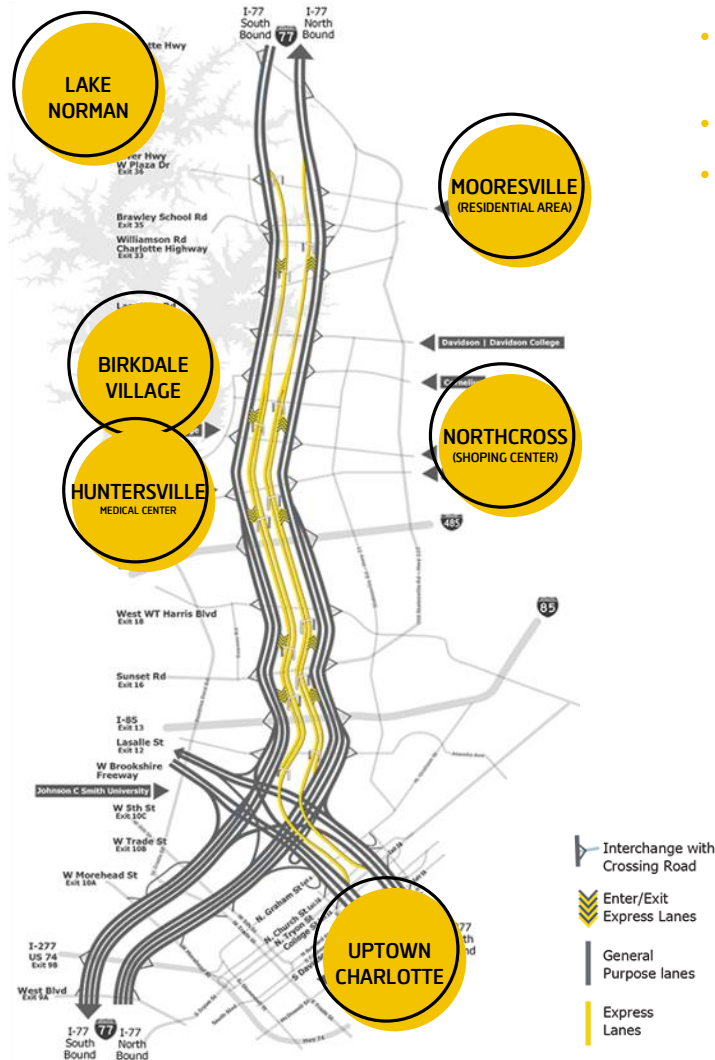 I-77
South
Bound
77
I-77
North
Bound
LAKE
NORMAN
W Plaza Dr
Exit 36
MOORESVILLE
(RESIDENTIAL AREA)
Brawley School Rd
Exit 35
Williamson Rd
Charlotte Highway
Exit 33
Davidson | Davidson College
BIRKDALE
VILLAGE
NORTHCROSS
(SHOPING CENTER)
HUNTERSVILLE
MEDICAL CENTER
485
85
West WT Harris Blvd
Exit 18
Sunset Rd
Exit 16
I-85
Exit 13
Lasalle St
Exit 12
W Brookshire
Freeway
Johnson C Smith University
W 5th St
Exit 10C
W Trade St
Exit 10B
W Morehead St
Exit 10A
N. Graham St
N. Church St
N. Tryon St
College St
I-277
US 74
Exit 9B
West Blvd
Exit 9A
UPTOWN
CHARLOTTE
I-77
South
Bound
77
I-77
North
Bound
Interchange with
Crossing Road
Enter/Exit
Express Lanes
General
Purpose lanes
Express
Lanes